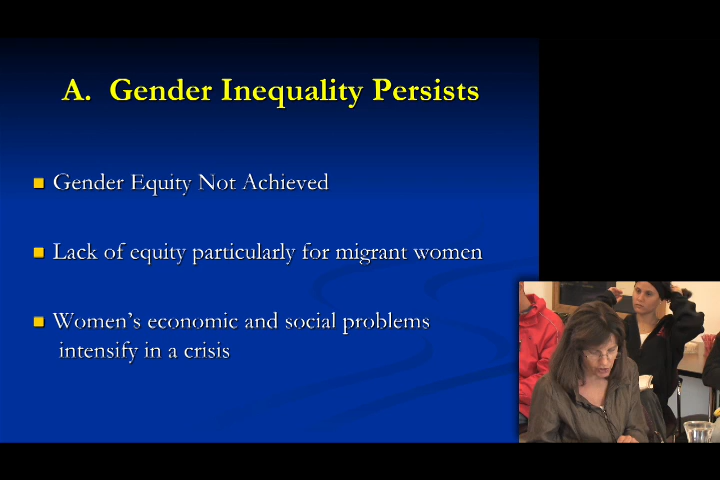 A. Gender Inequality Persists
Gender Equity Not Achieved
Lack of equity particularly for migrant women
Women's economic and social problems
intensify in a crisis